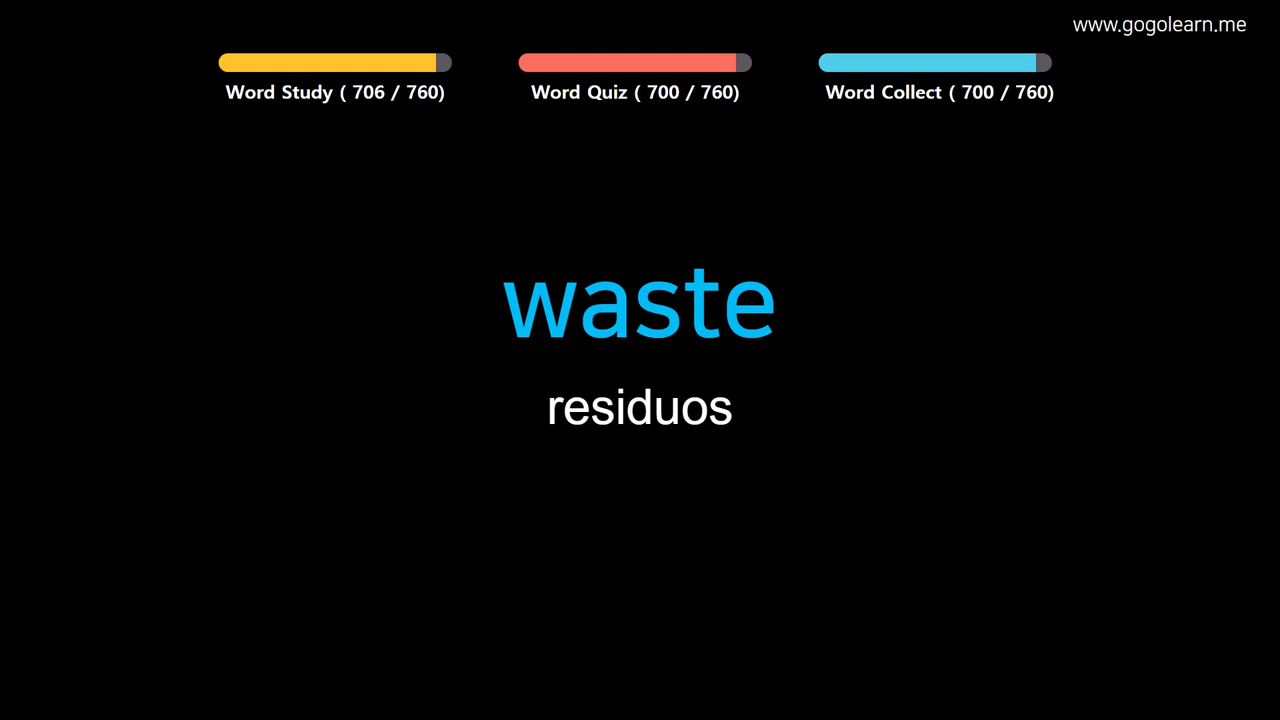 www.gogolearn.me
Word Study ( 706 / 760) Word Quiz ( 700 / 760) Word Collect ( 700 / 760)
waste
residuos